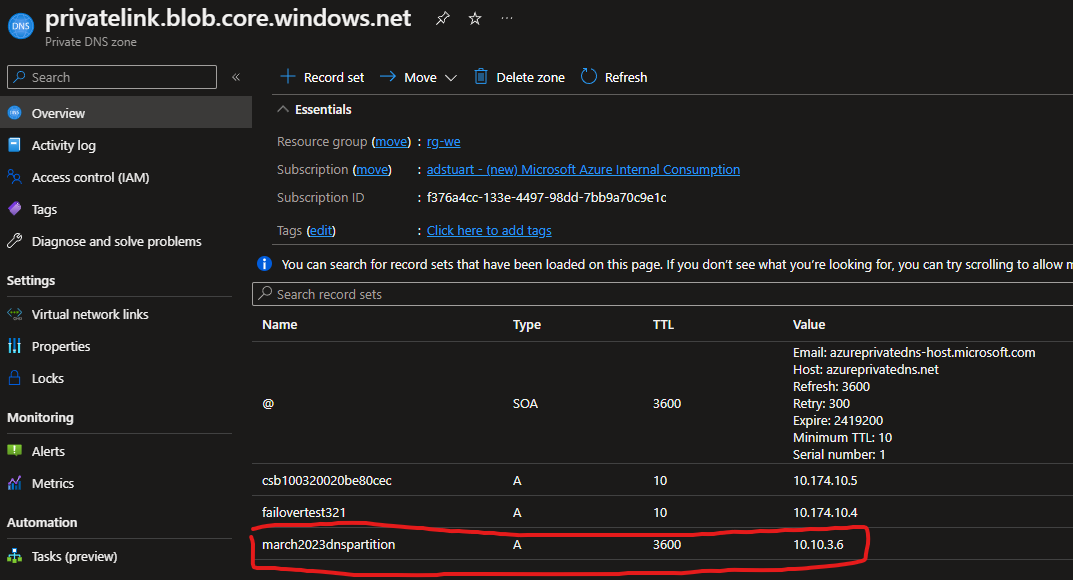 DNS
privatelink.blob.core.windows.net
Private DNS zone
Search
Record set
Move
Delete zone
Refresh
Overview
Activity log
Access control (IAM)
Tags
Diagnose and solve problems
Settings
Virtual network links
Properties
Locks
Monitoring
Alerts
Metrics
Automation
Tasks (preview)
Essentials
Resource group (move) : rg-we
Subscription (move) : adstuart - (new) Microsoft Azure Internal Consumption
Subscription ID : f376a4cc-133e-4497-98dd-7bb9a70c9e1c
Tags (edit) : Click here to add tags
You can search for record sets that have been loaded on this page. If you don't see what you're looking for, you can try scrolling to allow
Search record sets
Name Type TTL Value
@ SOA 3600
Email: azureprivatedns-host.microsoft.com
Host: azureprivatedns.net
Refresh: 3600
Retry: 300
Expire: 2419200
Minimum TTL: 10
Serial number: 1
csb100320020be80cec A 10 10.174.10.5
failovertest321 A 10 10.174.10.4
march2023dnspartition A 3600 10.10.3.6